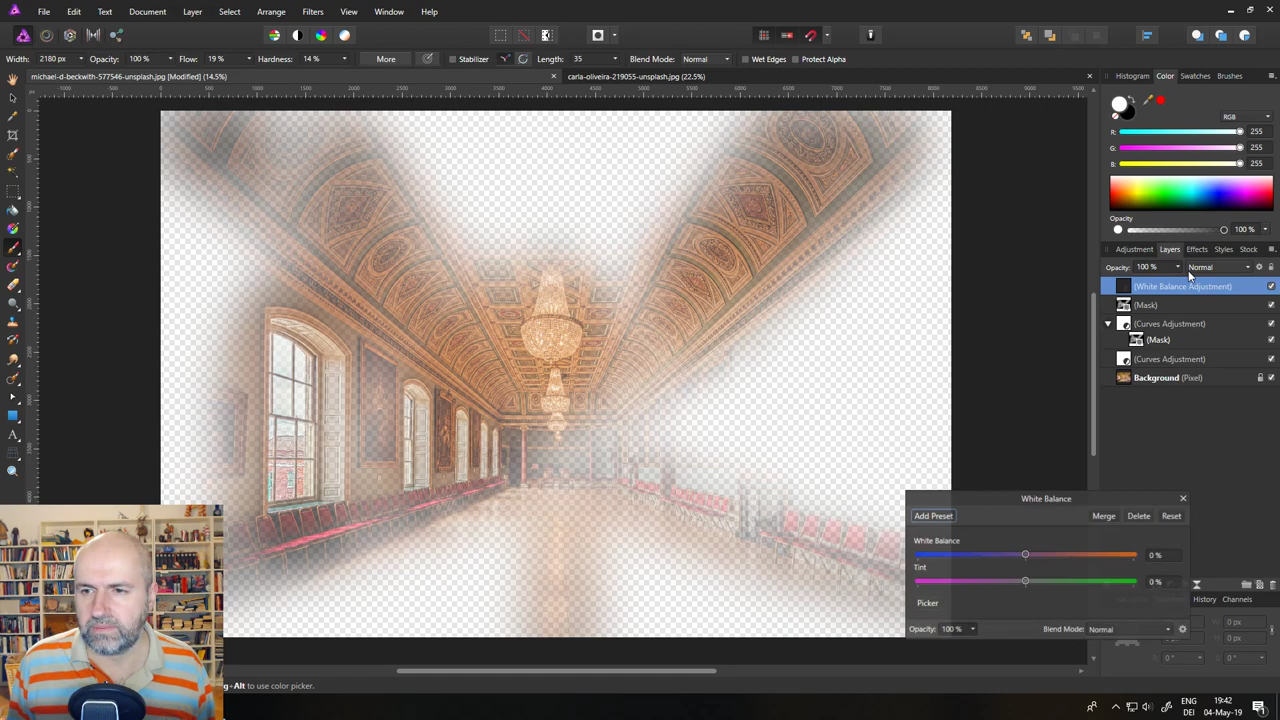 File Edit Text Document Layer Select Arrange Filters View Window Help
Width: 2180 px Opacity: 100 % Flow: 19 % Hardness: 14 % More Stabilizer Length: 35 Blend Mode: Normal Wet Edges Protect Alpha
michael-d-beckwith-577546-unsplash.jpg [Modified] (14.5%) carla-oliveira-219055-unsplash.jpg (22.5%)
Histogram Color Swatches Brushes
RGB
R: 255
G: 255
B: 255
Opacity
100 %
Adjustment Layers Effects Styles Stock
Opacity: 100 % Normal
(White Balance Adjustment)
(Mask)
(Curves Adjustment)
(Mask)
(Curves Adjustment)
Background (Pixel)
White Balance
Add Preset Merge Delete Reset
White Balance
0 %
Tint
0 %
Picker
Opacity: 100 % Blend Mode: Normal
History Channels
0 px
0 px
0 °
0 °
g-Alt to use color picker.
ENG 19:42
DEI 04-May-19